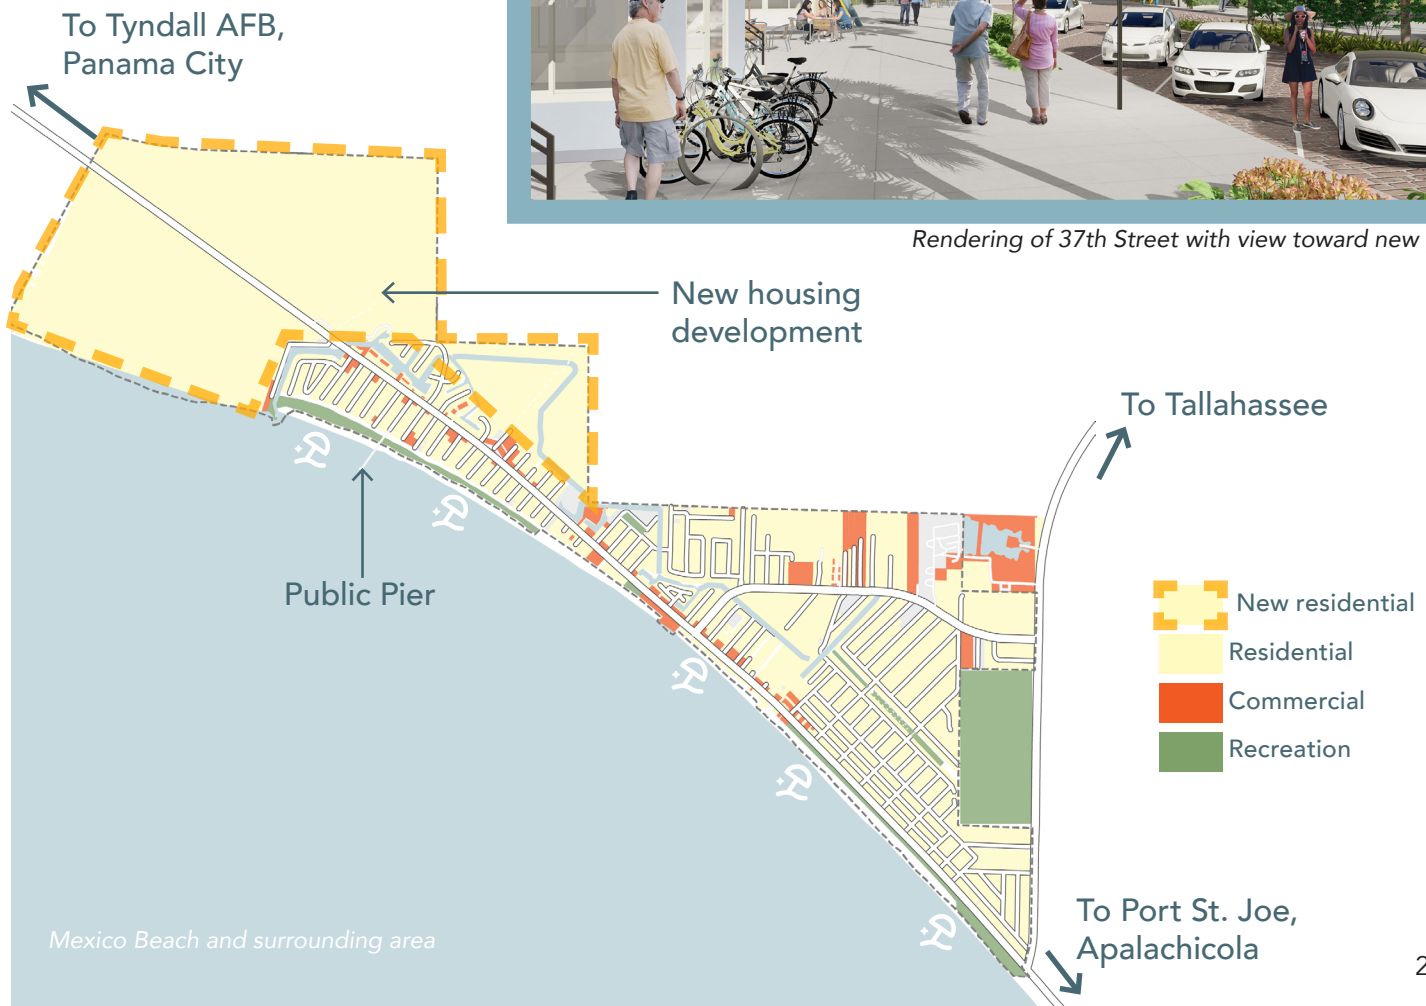 To Tyndall AFB,
Panama City
Rendering of 37th Street with view toward new
New housing
development
To Tallahassee
Public Pier
New residential
Residential
Commercial
Recreation
To Port St. Joe,
Apalachicola
Mexico Beach and surrounding area
2